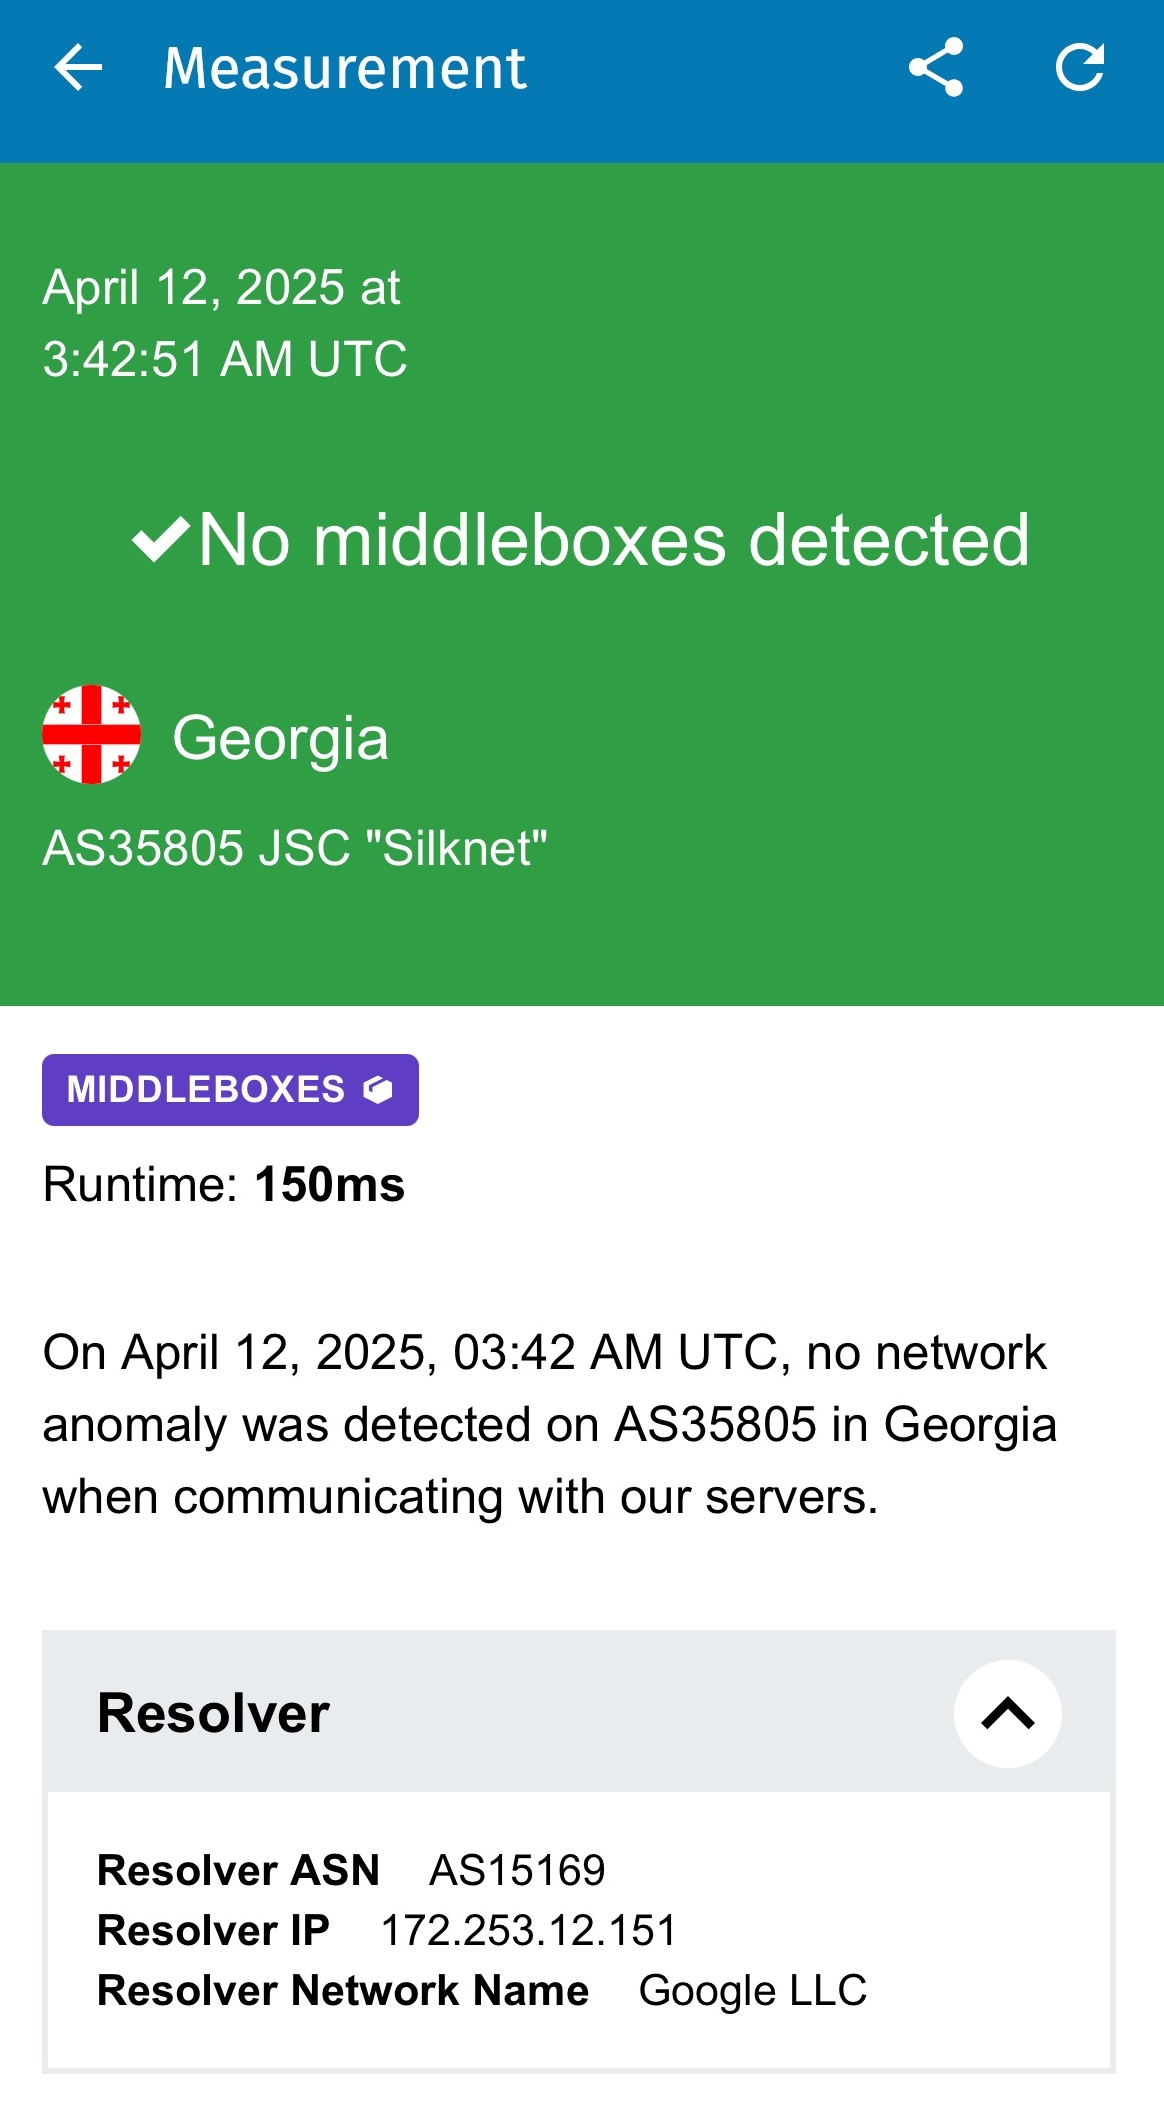 Measurement
April 12, 2025 at
3:42:51 AM UTC
No middleboxes detected
Georgia
AS35805 JSC "Silknet"
MIDDLEBOXES
Runtime: 150ms
On April 12, 2025, 03:42 AM UTC, no network
anomaly was detected on AS35805 in Georgia
when communicating with our servers.
Resolver
Resolver ASN AS15169
Resolver IP 172.253.12.151
Resolver Network Name Google LLC